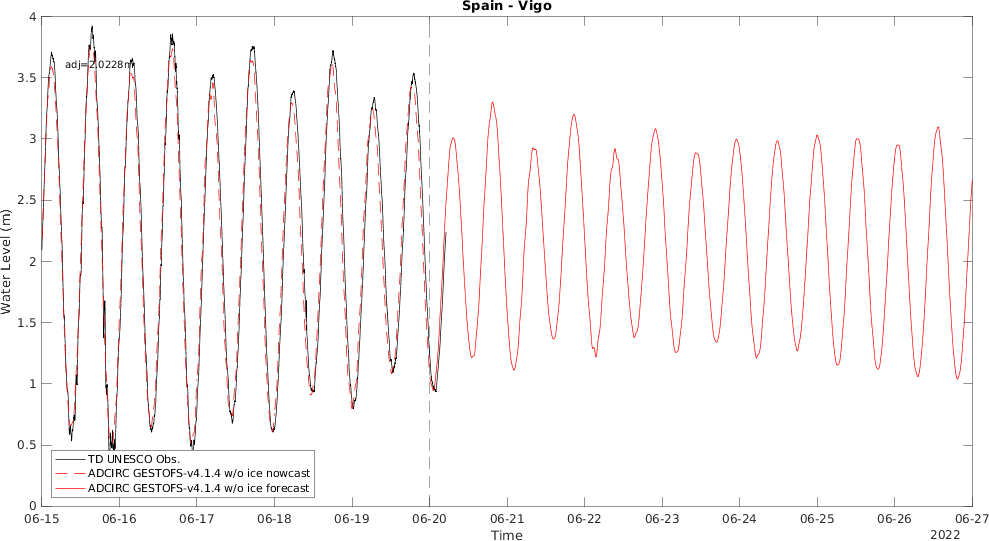 Spain - Vigo
4
adj=2.0228m
3.5
3
2.5
2
1.5
1
0.5
0
Water Level (m)
TD UNESCO Obs.
ADCIRC GESTOFS-v4.1.4 w/o ice nowcast
ADCIRC GESTOFS-v4.1.4 w/o ice forecast
06-15 06-16 06-17 06-18 06-19 06-20 06-21 06-22 06-23 06-24 06-25 06-26 06-27
Time
2022